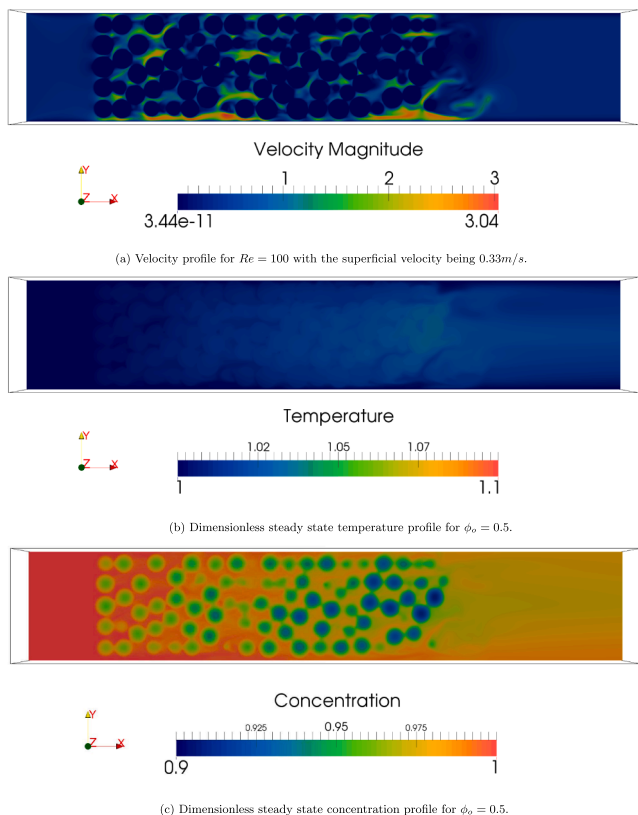 Velocity Magnitude
1 2 3
3.44e-11 3.04
Y
Z X
(a) Velocity profile for Re = 100 with the superficial velocity being 0.33m/s.
Temperature
1.02 1.05 1.07
1 1.1
Y
Z X
(b) Dimensionless steady state temperature profile for ϕₒ = 0.5.
Concentration
0.925 0.95 0.975
0.9 1
Y
Z X
(c) Dimensionless steady state concentration profile for ϕₒ = 0.5.